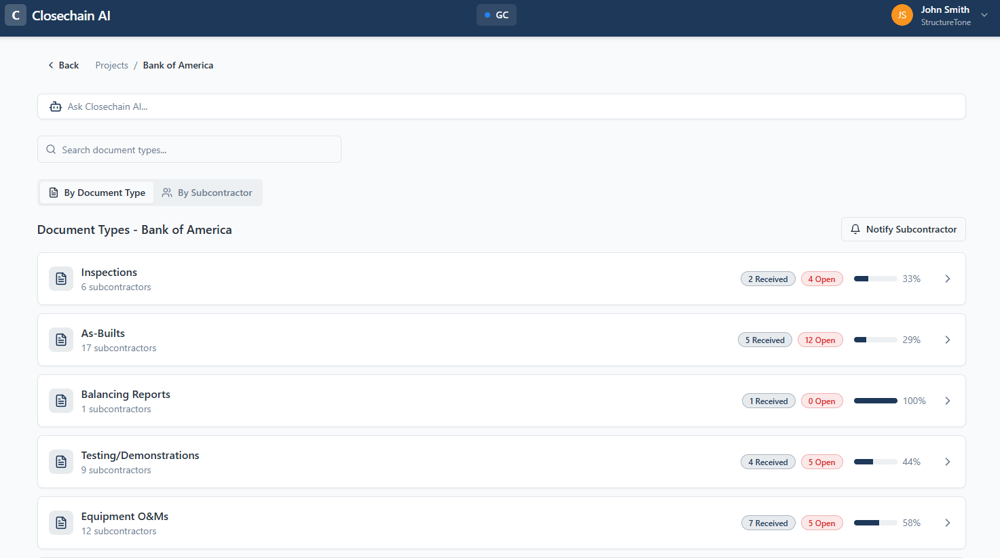 C Closechain AI
GC
JS
John Smith
StructureTone
Back
Projects / Bank of America
Ask Closechain AI...
Search document types...
By Document Type
By Subcontractor
Document Types - Bank of America
Notify Subcontractor
Inspections
6 subcontractors
2 Received
4 Open
33%
As-Builts
17 subcontractors
5 Received
12 Open
29%
Balancing Reports
1 subcontractors
1 Received
0 Open
100%
Testing/Demonstrations
9 subcontractors
4 Received
5 Open
44%
Equipment O&Ms
12 subcontractors
7 Received
5 Open
58%